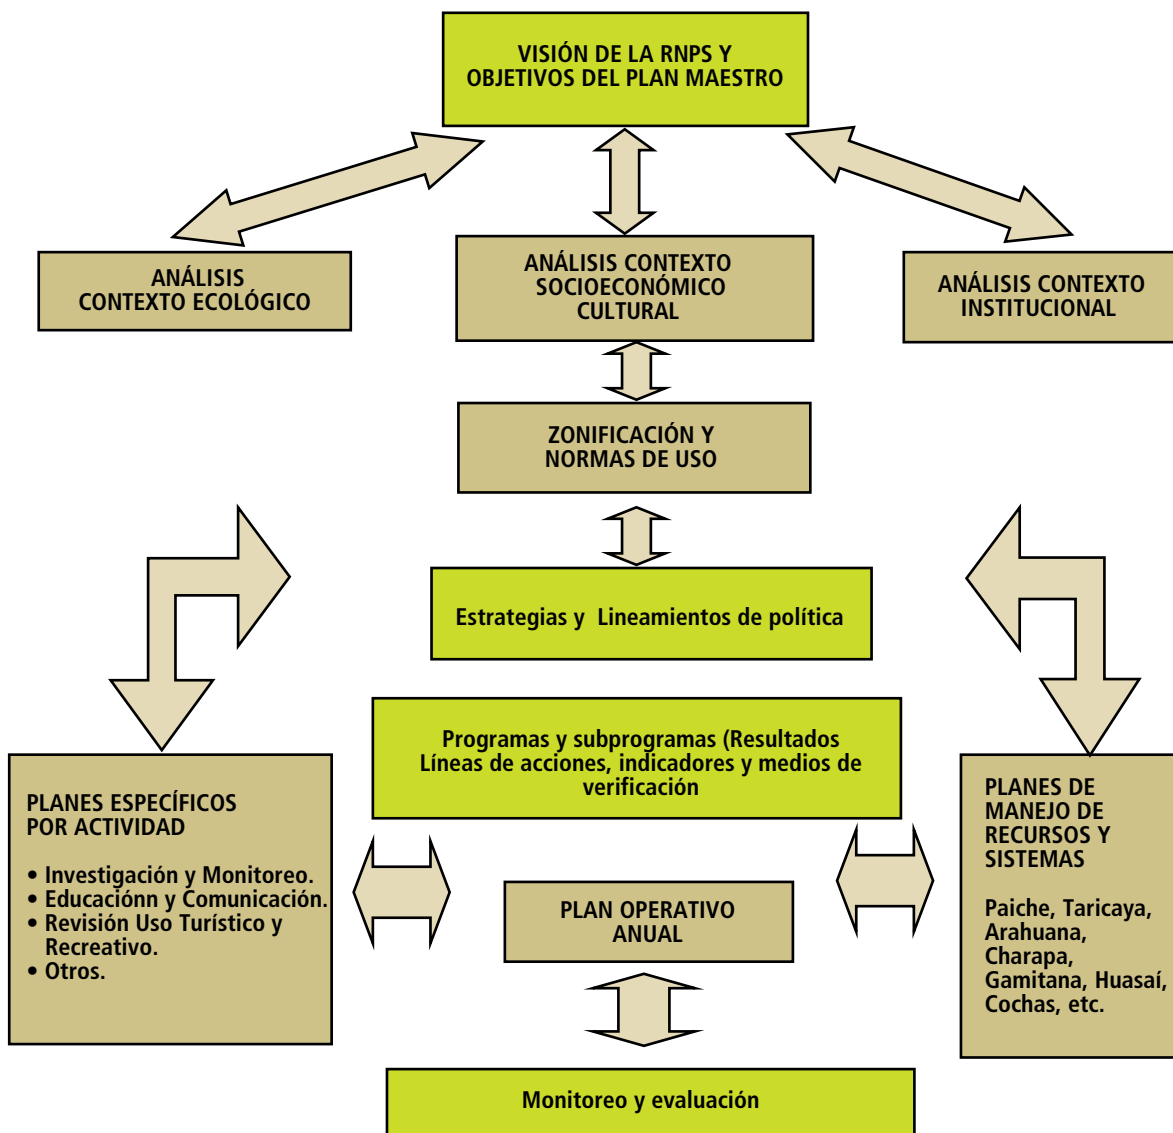 VISIÓN DE LA RNPS Y
OBJETIVOS DEL PLAN MAESTRO
ANÁLISIS
CONTEXTO ECOLÓGICO
ANÁLISIS CONTEXTO
SOCIOECONÓMICO
CULTURAL
ANÁLISIS CONTEXTO
INSTITUCIONAL
ZONIFICACIÓN Y
NORMAS DE USO
Estrategias y Lineamientos de política
Programas y subprogramas (Resultados
Líneas de acciones, indicadores y medios de
verificación
PLANES ESPECÍFICOS
POR ACTIVIDAD
• Investigación y Monitoreo.
• Educaciónn y Comunicación.
• Revisión Uso Turístico y
Recreativo.
• Otros.
PLAN OPERATIVO
ANUAL
PLANES DE
MANEJO DE
RECURSOS Y
SISTEMAS
Paiche, Taricaya,
Arahuana,
Charapa,
Gamitana, Huasaí,
Cochas, etc.
Monitoreo y evaluación